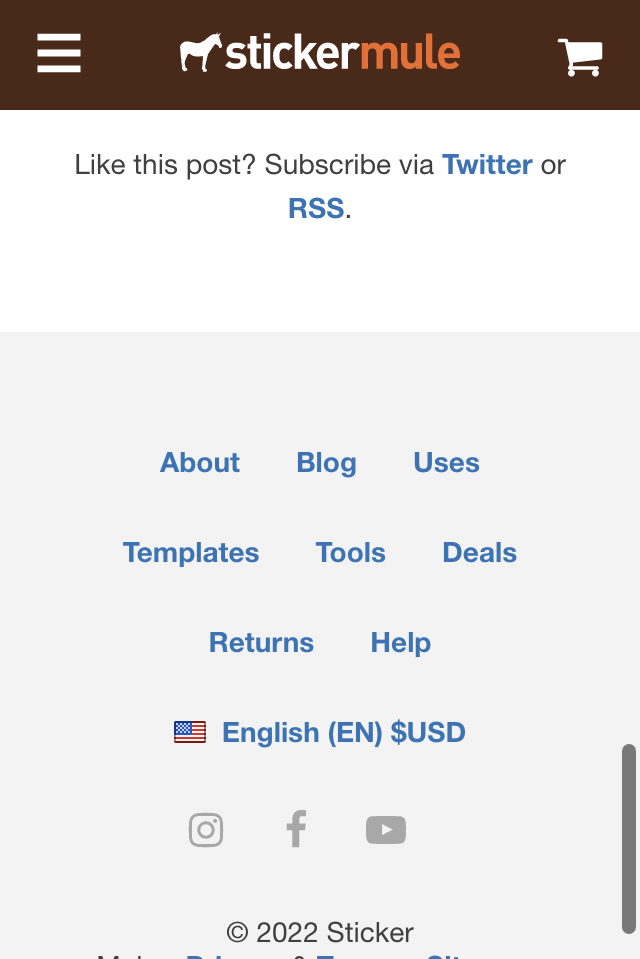 stickermule
Like this post? Subscribe via Twitter or
RSS.
About Blog Uses
Templates Tools Deals
Returns Help
English (EN) $USD
© 2022 Sticker